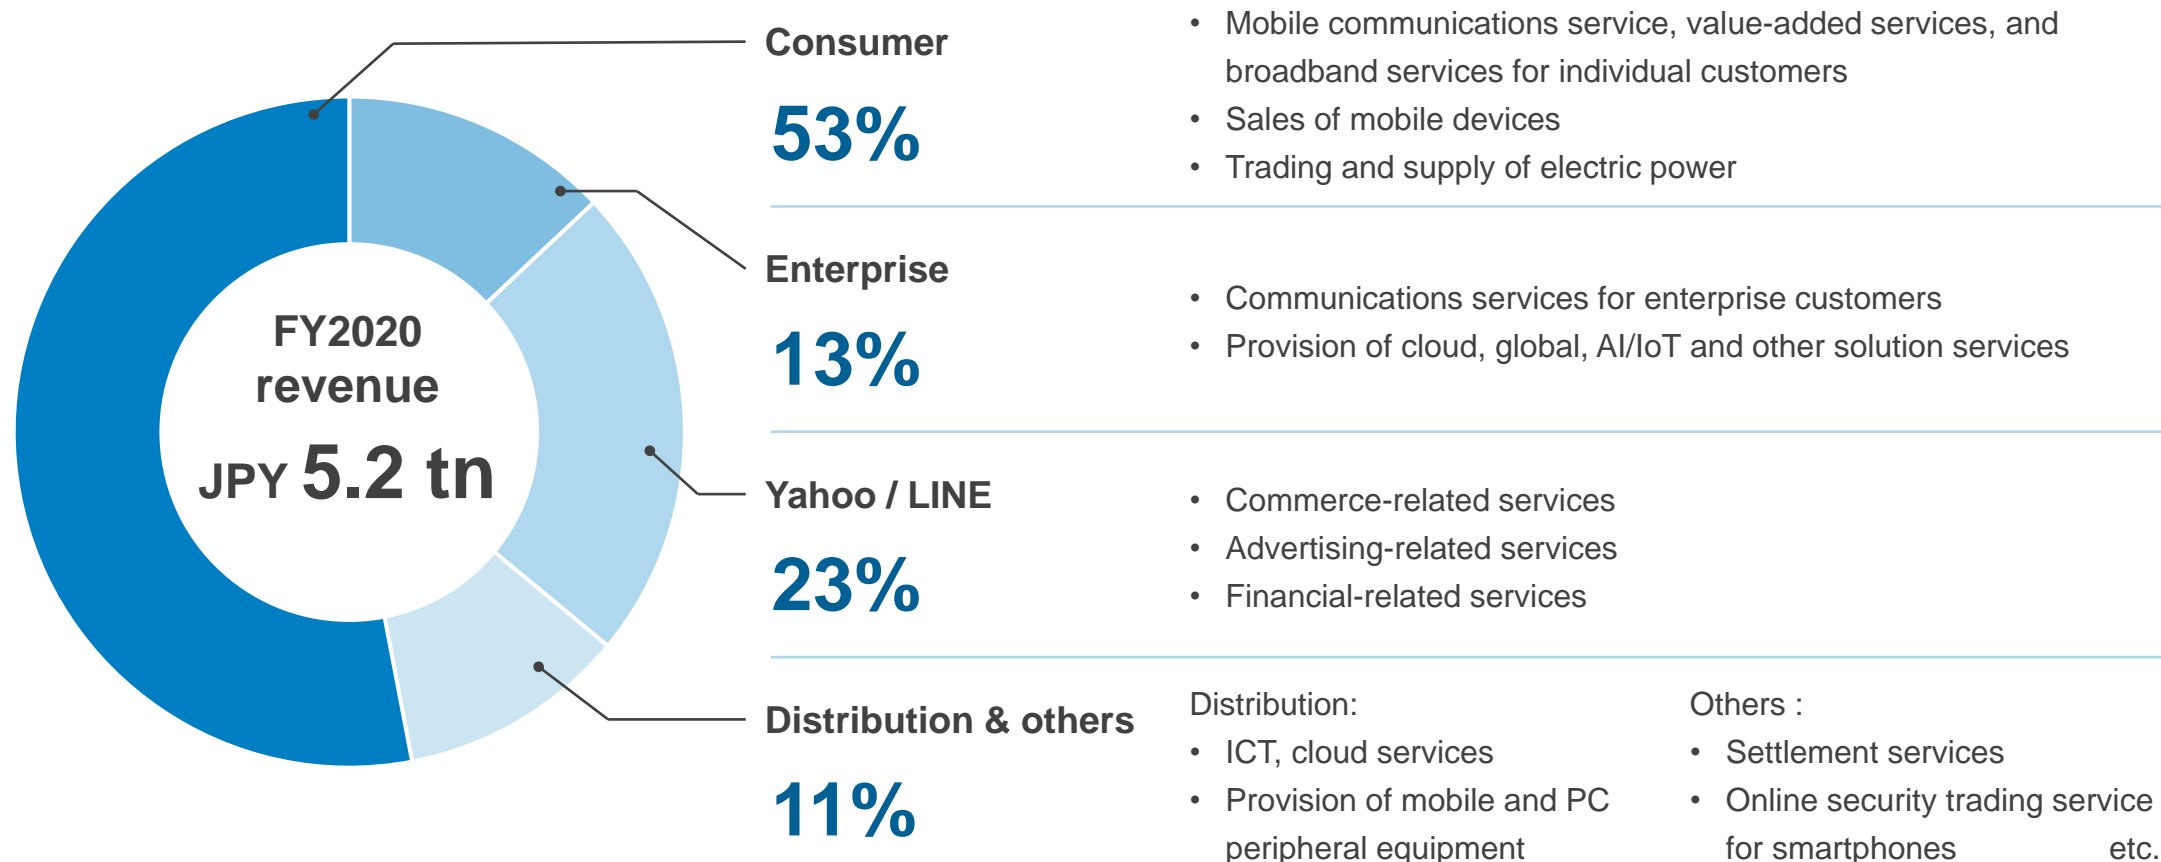 FY2020
revenue
JPY 5.2 tn
Consumer
53%
• Mobile communications service, value-added services, and
broadband services for individual customers
• Sales of mobile devices
• Trading and supply of electric power
Enterprise
13%
• Communications services for enterprise customers
• Provision of cloud, global, AI/IoT and other solution services
Yahoo / LINE
23%
• Commerce-related services
• Advertising-related services
• Financial-related services
Distribution & others
11%
Distribution:
• ICT, cloud services
• Provision of mobile and PC
peripheral equipment
Others :
• Settlement services
• Online security trading service
for smartphones etc.